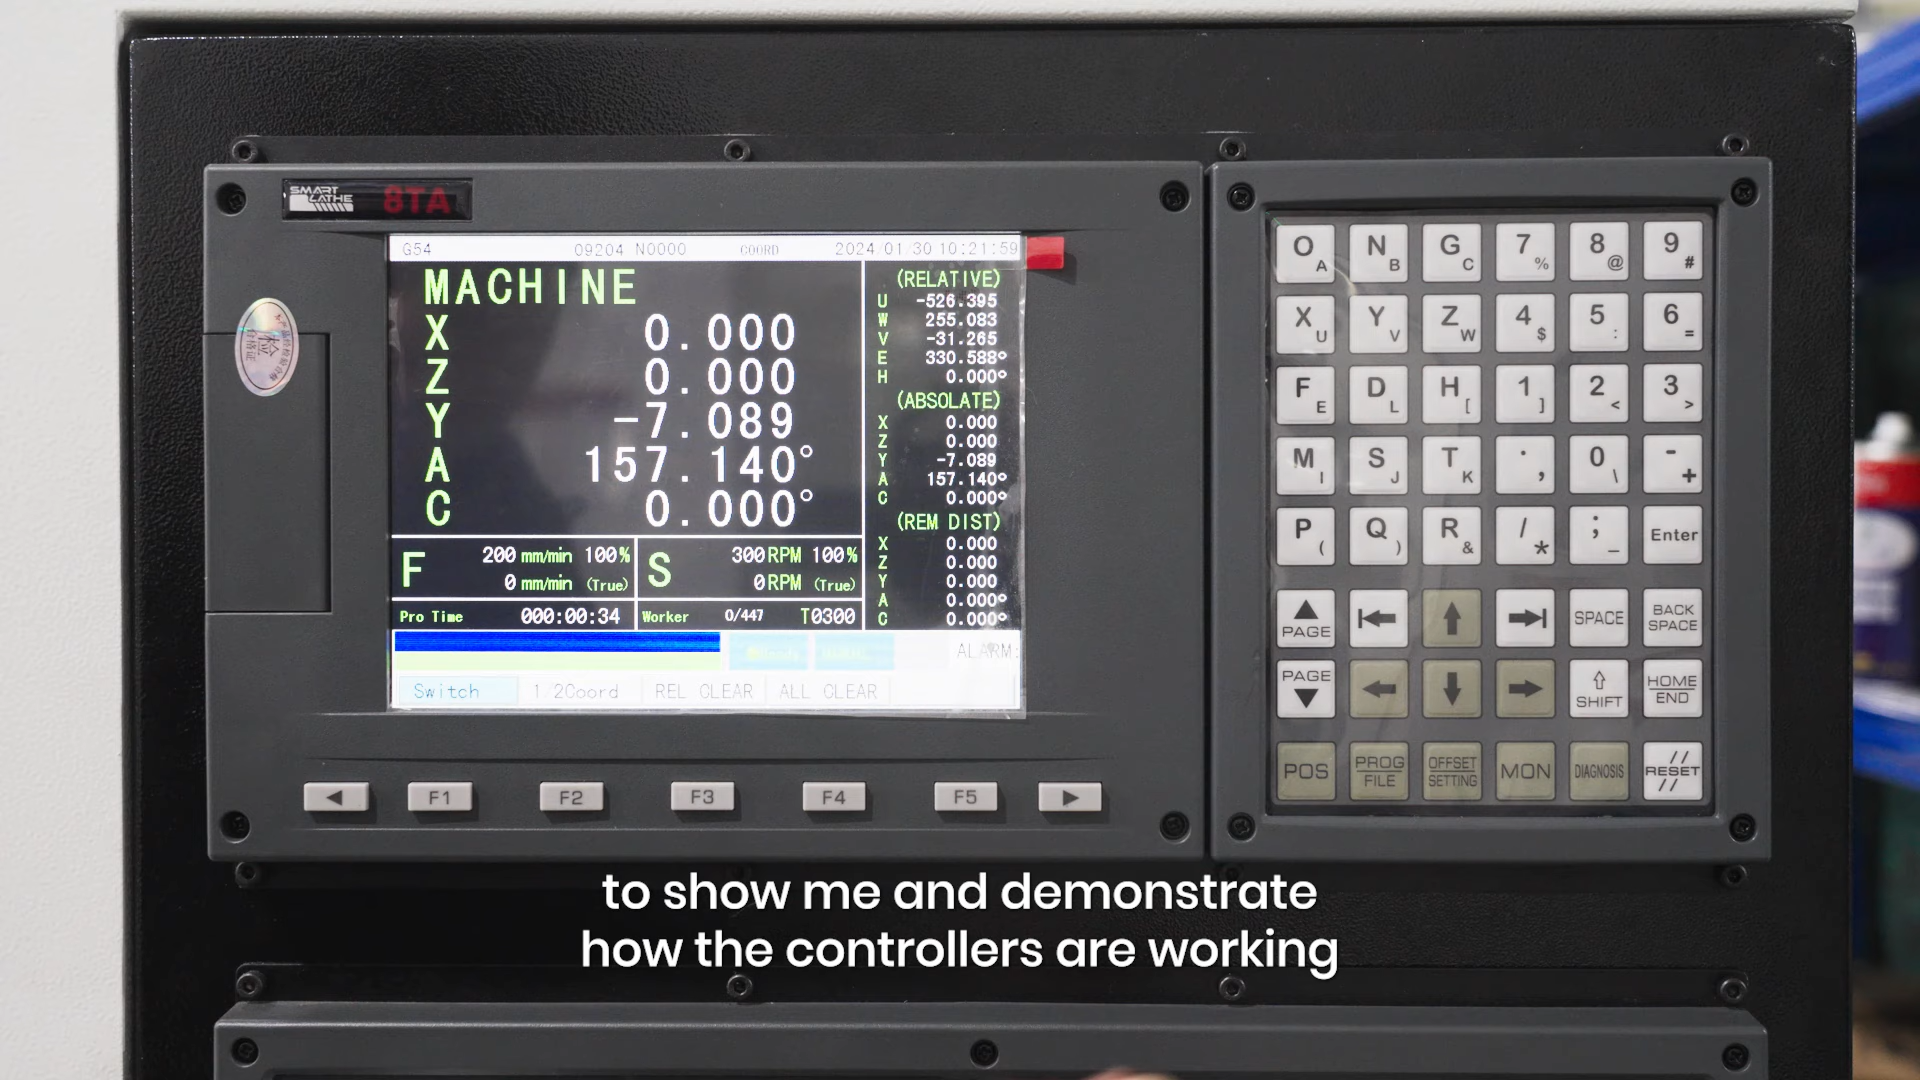 SMART LATHE 8TA
G54 O9204 N0000 COORD 2024/01/30 10:21:59
MACHINE
X 0.000
Z 0.000
Y -7.089
A 157.140°
C 0.000°
(RELATIVE)
U -526.395
W 255.083
V -31.265
E 330.588°
H 0.000°
(ABSOLUTE)
X 0.000
Z 0.000
Y -7.089
A 157.140°
C 0.000°
(REM DIST)
X 0.000
Z 0.000
Y 0.000
A 0.000°
C 0.000°
F 200 mm/min 100%
0 mm/min (True)
S 300RPM 100%
0RPM (True)
Pro Time 000:00:34 Worker 0/447 T0300
ALARM:
Switch 1/2Coord REL CLEAR ALL CLEAR
F1 F2 F3 F4 F5
O A N B G C 7 % 8 @ 9 #
X U Y V Z W 4 $ 5 : 6 =
F E D L H [ 1 ] 2 < 3 >
M I S J T K . , 0 \ - +
P ( Q ) R & / * ; _ Enter
PAGE SPACE BACK SPACE
PAGE SHIFT HOME END
POS PROG FILE OFFSET SETTING MON DIAGNOSIS // RESET //
to show me and demonstrate
how the controllers are working